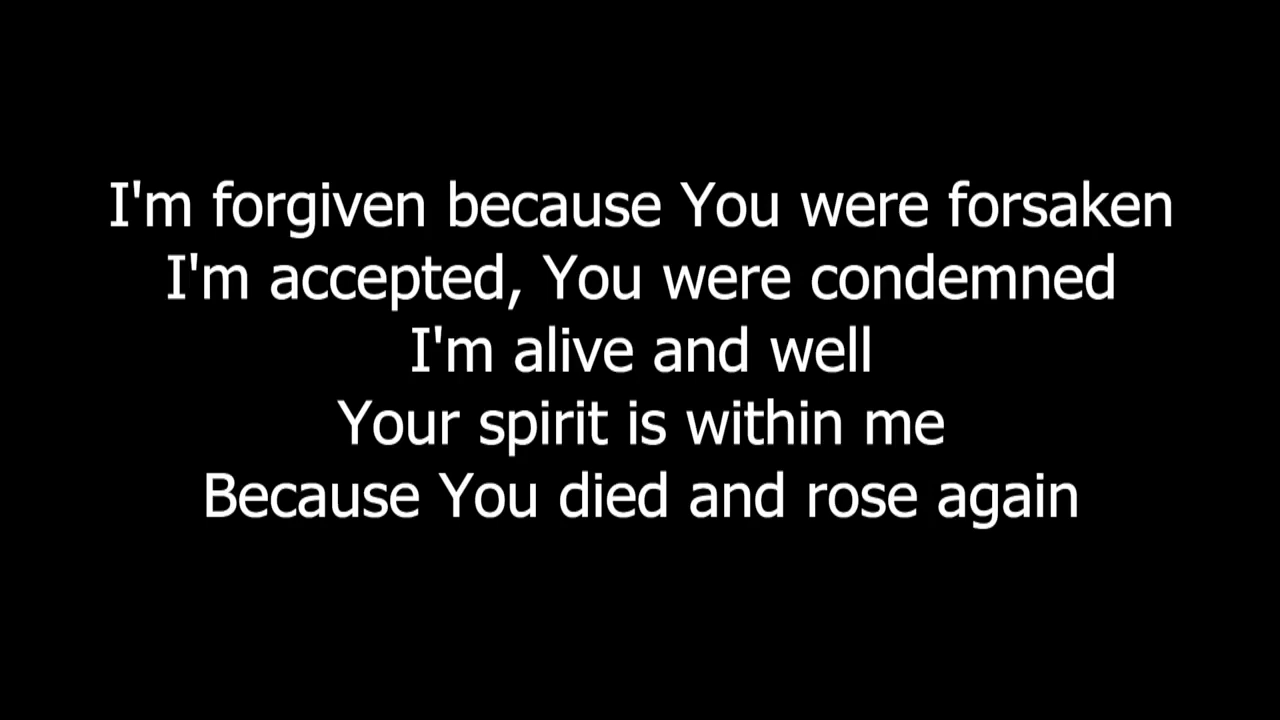 I'm forgiven because You were forsaken
I'm accepted, You were condemned
I'm alive and well
Your spirit is within me
Because You died and rose again